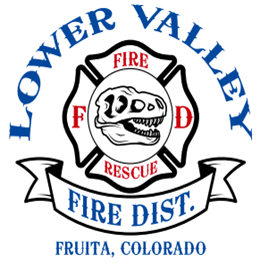 LOWER VALLEY
FIRE
F D
RESCUE
FIRE DIST.
FRUITA, COLORADO